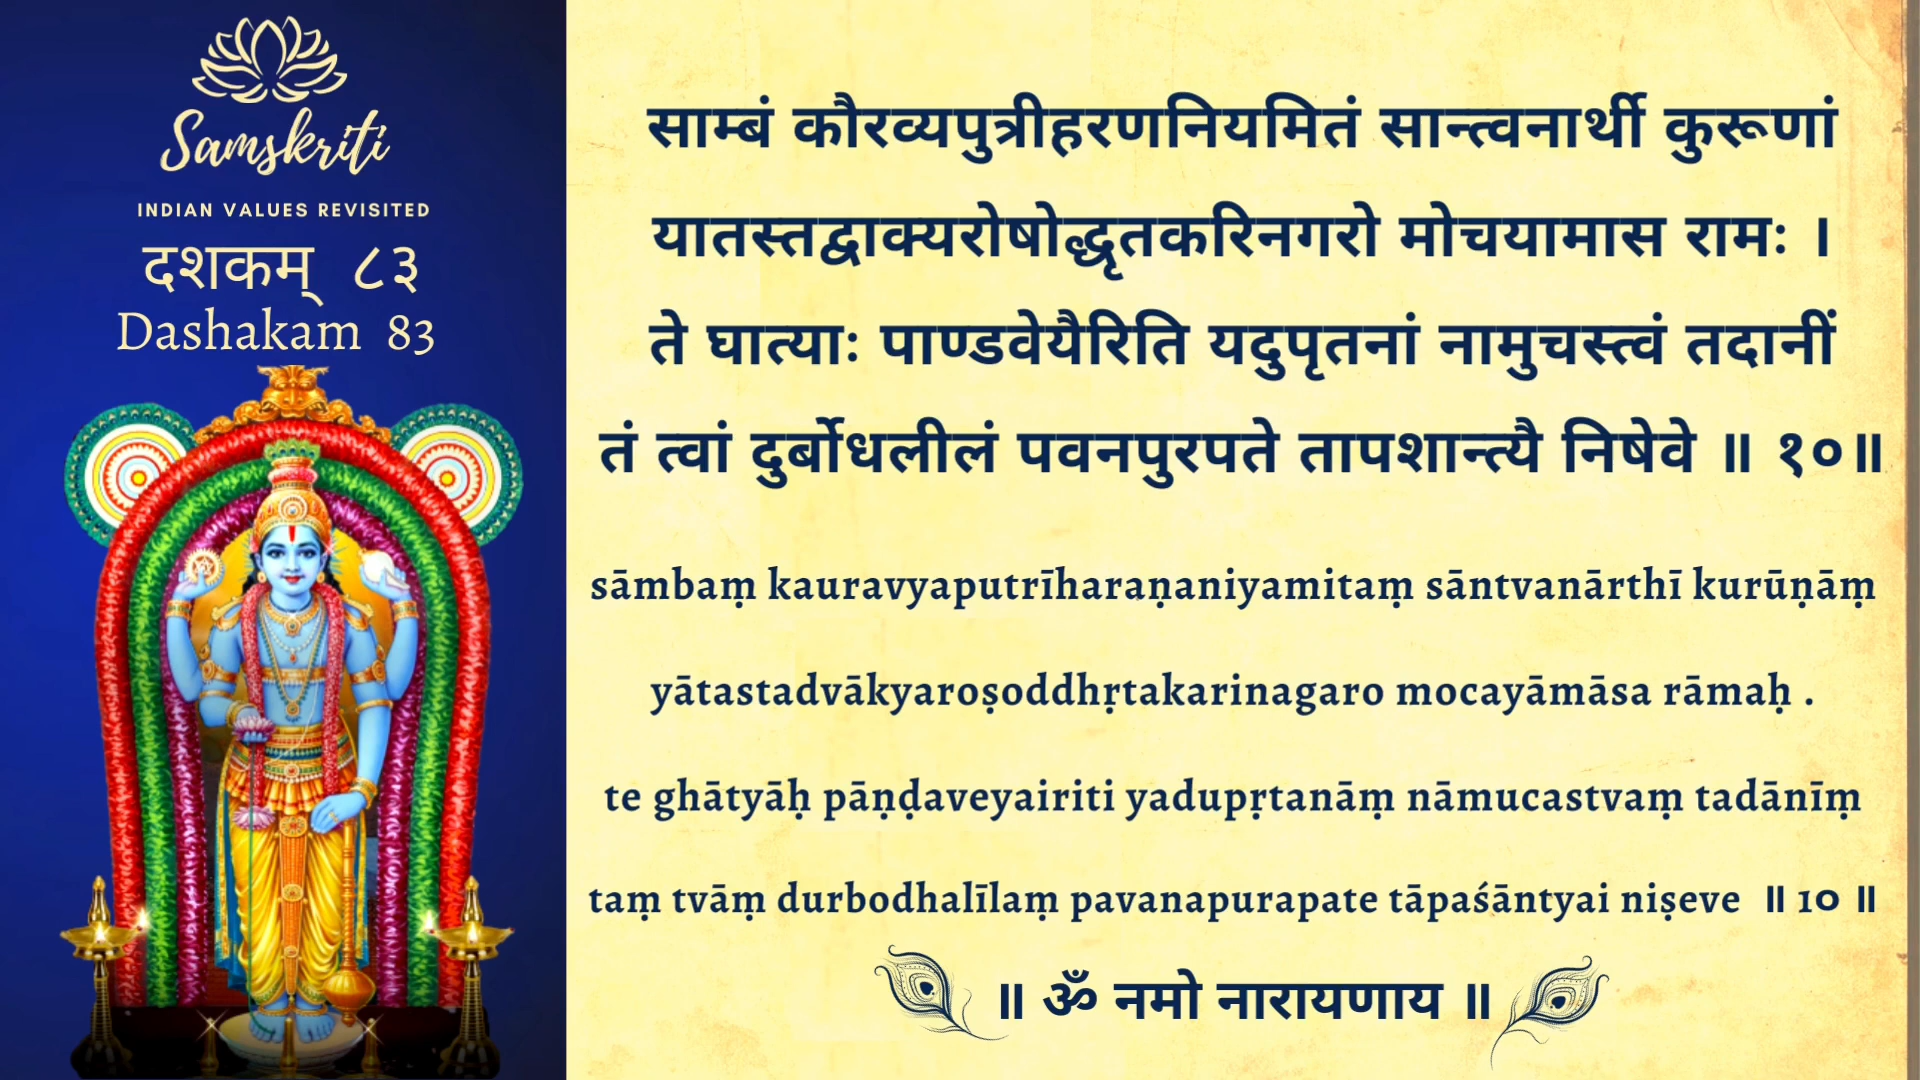 Samskriti
INDIAN VALUES REVISITED
दशकम् ८३
Dashakam 83
साम्बं कौरव्यपुत्रीहरणनियमितं सान्त्वनार्थी कुरूणां
यातस्तद्वाक्यरोषोद्धृतकरिनगरो मोचयामास रामः ।
ते घात्याः पाण्डवेयैरिति यदुपृतनां नामुचस्त्वं तदानीं
तं त्वां दुर्बोधलीलं पवनपुरपते तापशान्त्यै निषेवे ॥ १०॥
sāmbaṃ kauravyaputrīharaṇaniyamitaṃ sāntvanārthī kurūṇāṃ
yātastadvākyaroṣoddhṛtakarinagaro mocayāmāsa rāmaḥ .
te ghātyāḥ pāṇḍaveyairiti yadupṛtanāṃ nāmucastvaṃ tadānīṃ
taṃ tvāṃ durbodhalīlaṃ pavanapurapate tāpaśāntyai niṣeve ॥ 10 ॥
॥ ॐ नमो नारायणाय ॥